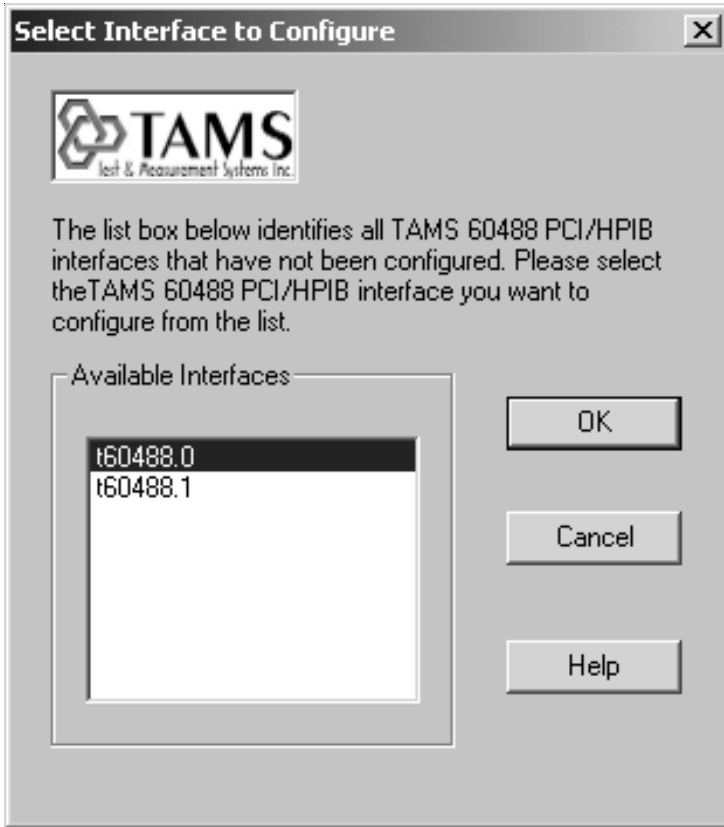 Select Interface to Configure
TAMS
Test & Measurement Systems Inc.
The list box below identifies all TAMS 60488 PCI/HPIB
interfaces that have not been configured. Please select
theTAMS 60488 PCI/HPIB interface you want to
configure from the list.
Available Interfaces
t60488.0
t60488.1
OK
Cancel
Help